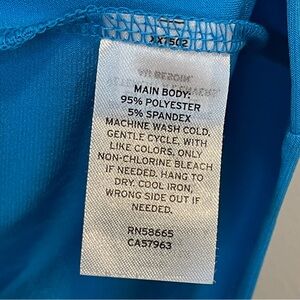 XX7502
MAIN BODY:
95% POLYESTER
5% SPANDEX
MACHINE WASH COLD,
GENTLE CYCLE, WITH
LIKE COLORS, ONLY
NON-CHLORINE BLEACH
IF NEEDED. HANG TO
DRY. COOL IRON,
WRONG SIDE OUT IF
NEEDED.
RN58665
CA57963